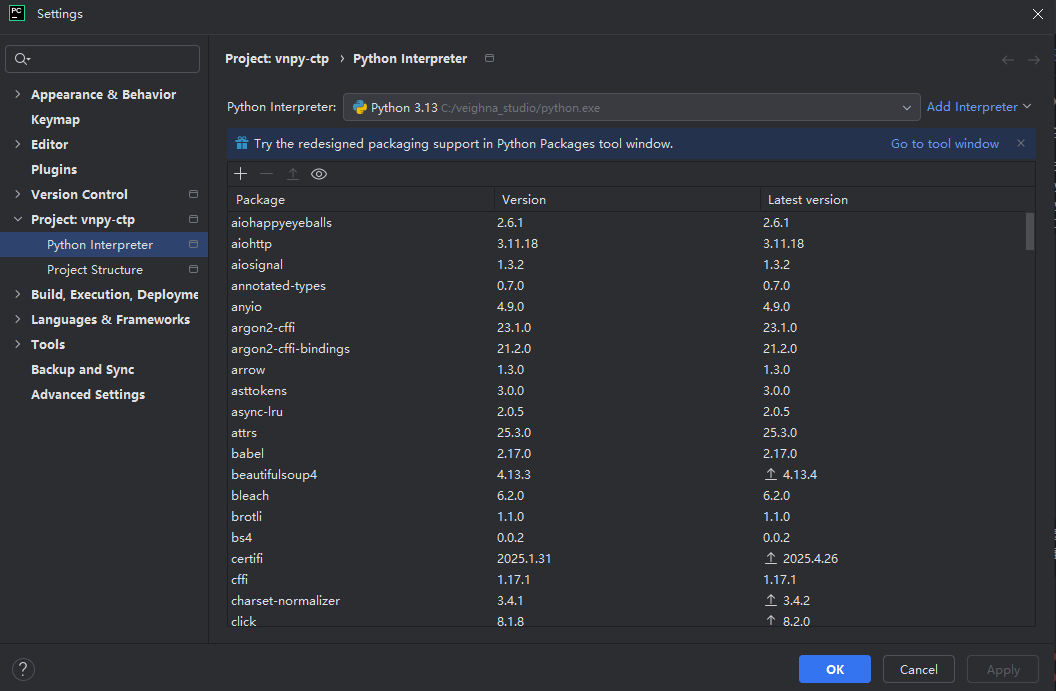 PC
Settings
Project: vnpy-ctp › Python Interpreter
Appearance & Behavior
Keymap
Editor
Plugins
Version Control
Project: vnpy-ctp
Python Interpreter
Project Structure
Build, Execution, Deployme
Languages & Frameworks
Tools
Backup and Sync
Advanced Settings
Python Interpreter: Python 3.13 C:/veighna_studio/python.exe Add Interpreter
Try the redesigned packaging support in Python Packages tool window. Go to tool window
Package Version Latest version
aiohappyeyeballs 2.6.1 2.6.1
aiohttp 3.11.18 3.11.18
aiosignal 1.3.2 1.3.2
annotated-types 0.7.0 0.7.0
anyio 4.9.0 4.9.0
argon2-cffi 23.1.0 23.1.0
argon2-cffi-bindings 21.2.0 21.2.0
arrow 1.3.0 1.3.0
asttokens 3.0.0 3.0.0
async-lru 2.0.5 2.0.5
attrs 25.3.0 25.3.0
babel 2.17.0 2.17.0
beautifulsoup4 4.13.3 4.13.4
bleach 6.2.0 6.2.0
brotli 1.1.0 1.1.0
bs4 0.0.2 0.0.2
certifi 2025.1.31 2025.4.26
cffi 1.17.1 1.17.1
charset-normalizer 3.4.1 3.4.2
click 8.1.8 8.2.0
?
OK Cancel Apply